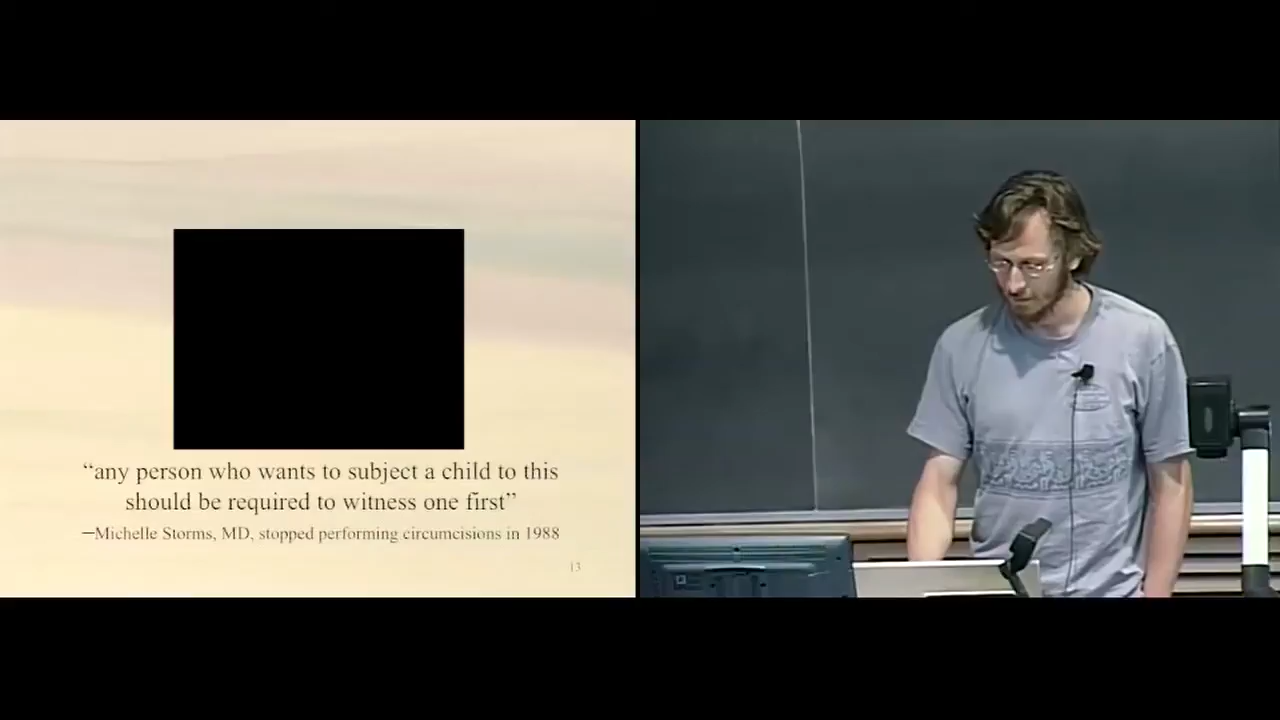 “any person who wants to subject a child to this
should be required to witness one first”
–Michelle Storms, MD, stopped performing circumcisions in 1988
13